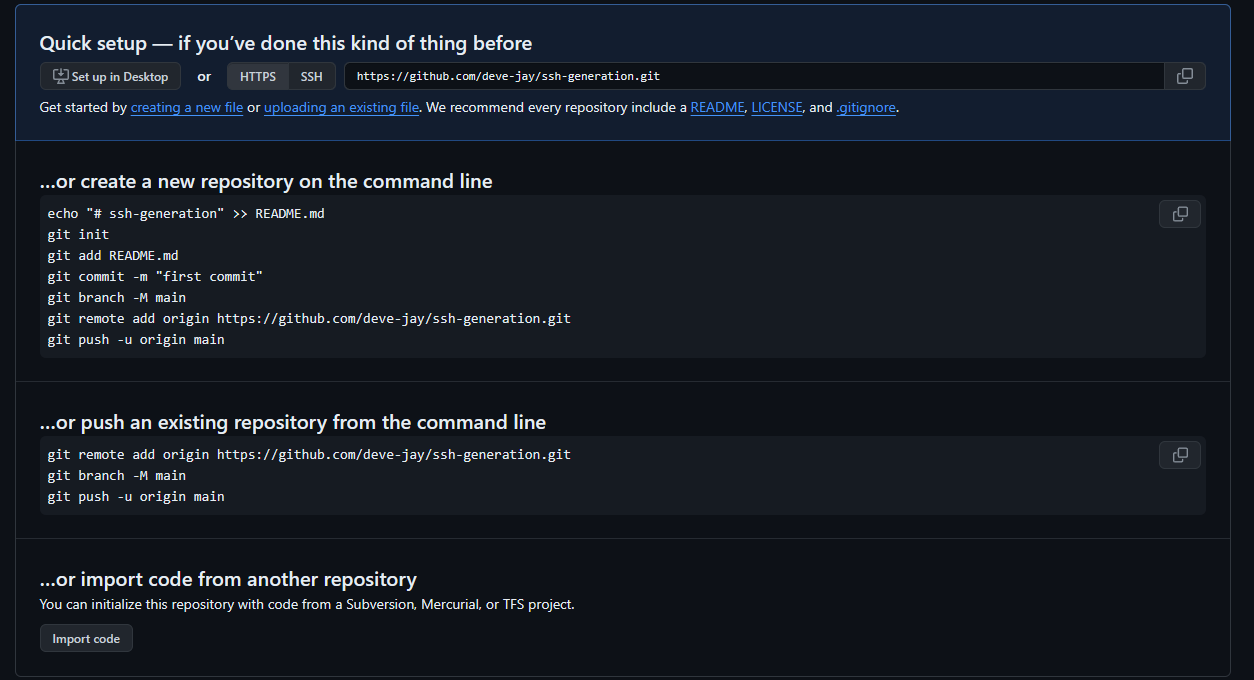 Quick setup — if you’ve done this kind of thing before
Set up in Desktop or HTTPS SSH https://github.com/deve-jay/ssh-generation.git
Get started by creating a new file or uploading an existing file. We recommend every repository include a README, LICENSE, and .gitignore.
…or create a new repository on the command line
echo "# ssh-generation" >> README.md
git init
git add README.md
git commit -m "first commit"
git branch -M main
git remote add origin https://github.com/deve-jay/ssh-generation.git
git push -u origin main
…or push an existing repository from the command line
git remote add origin https://github.com/deve-jay/ssh-generation.git
git branch -M main
git push -u origin main
…or import code from another repository
You can initialize this repository with code from a Subversion, Mercurial, or TFS project.
Import code